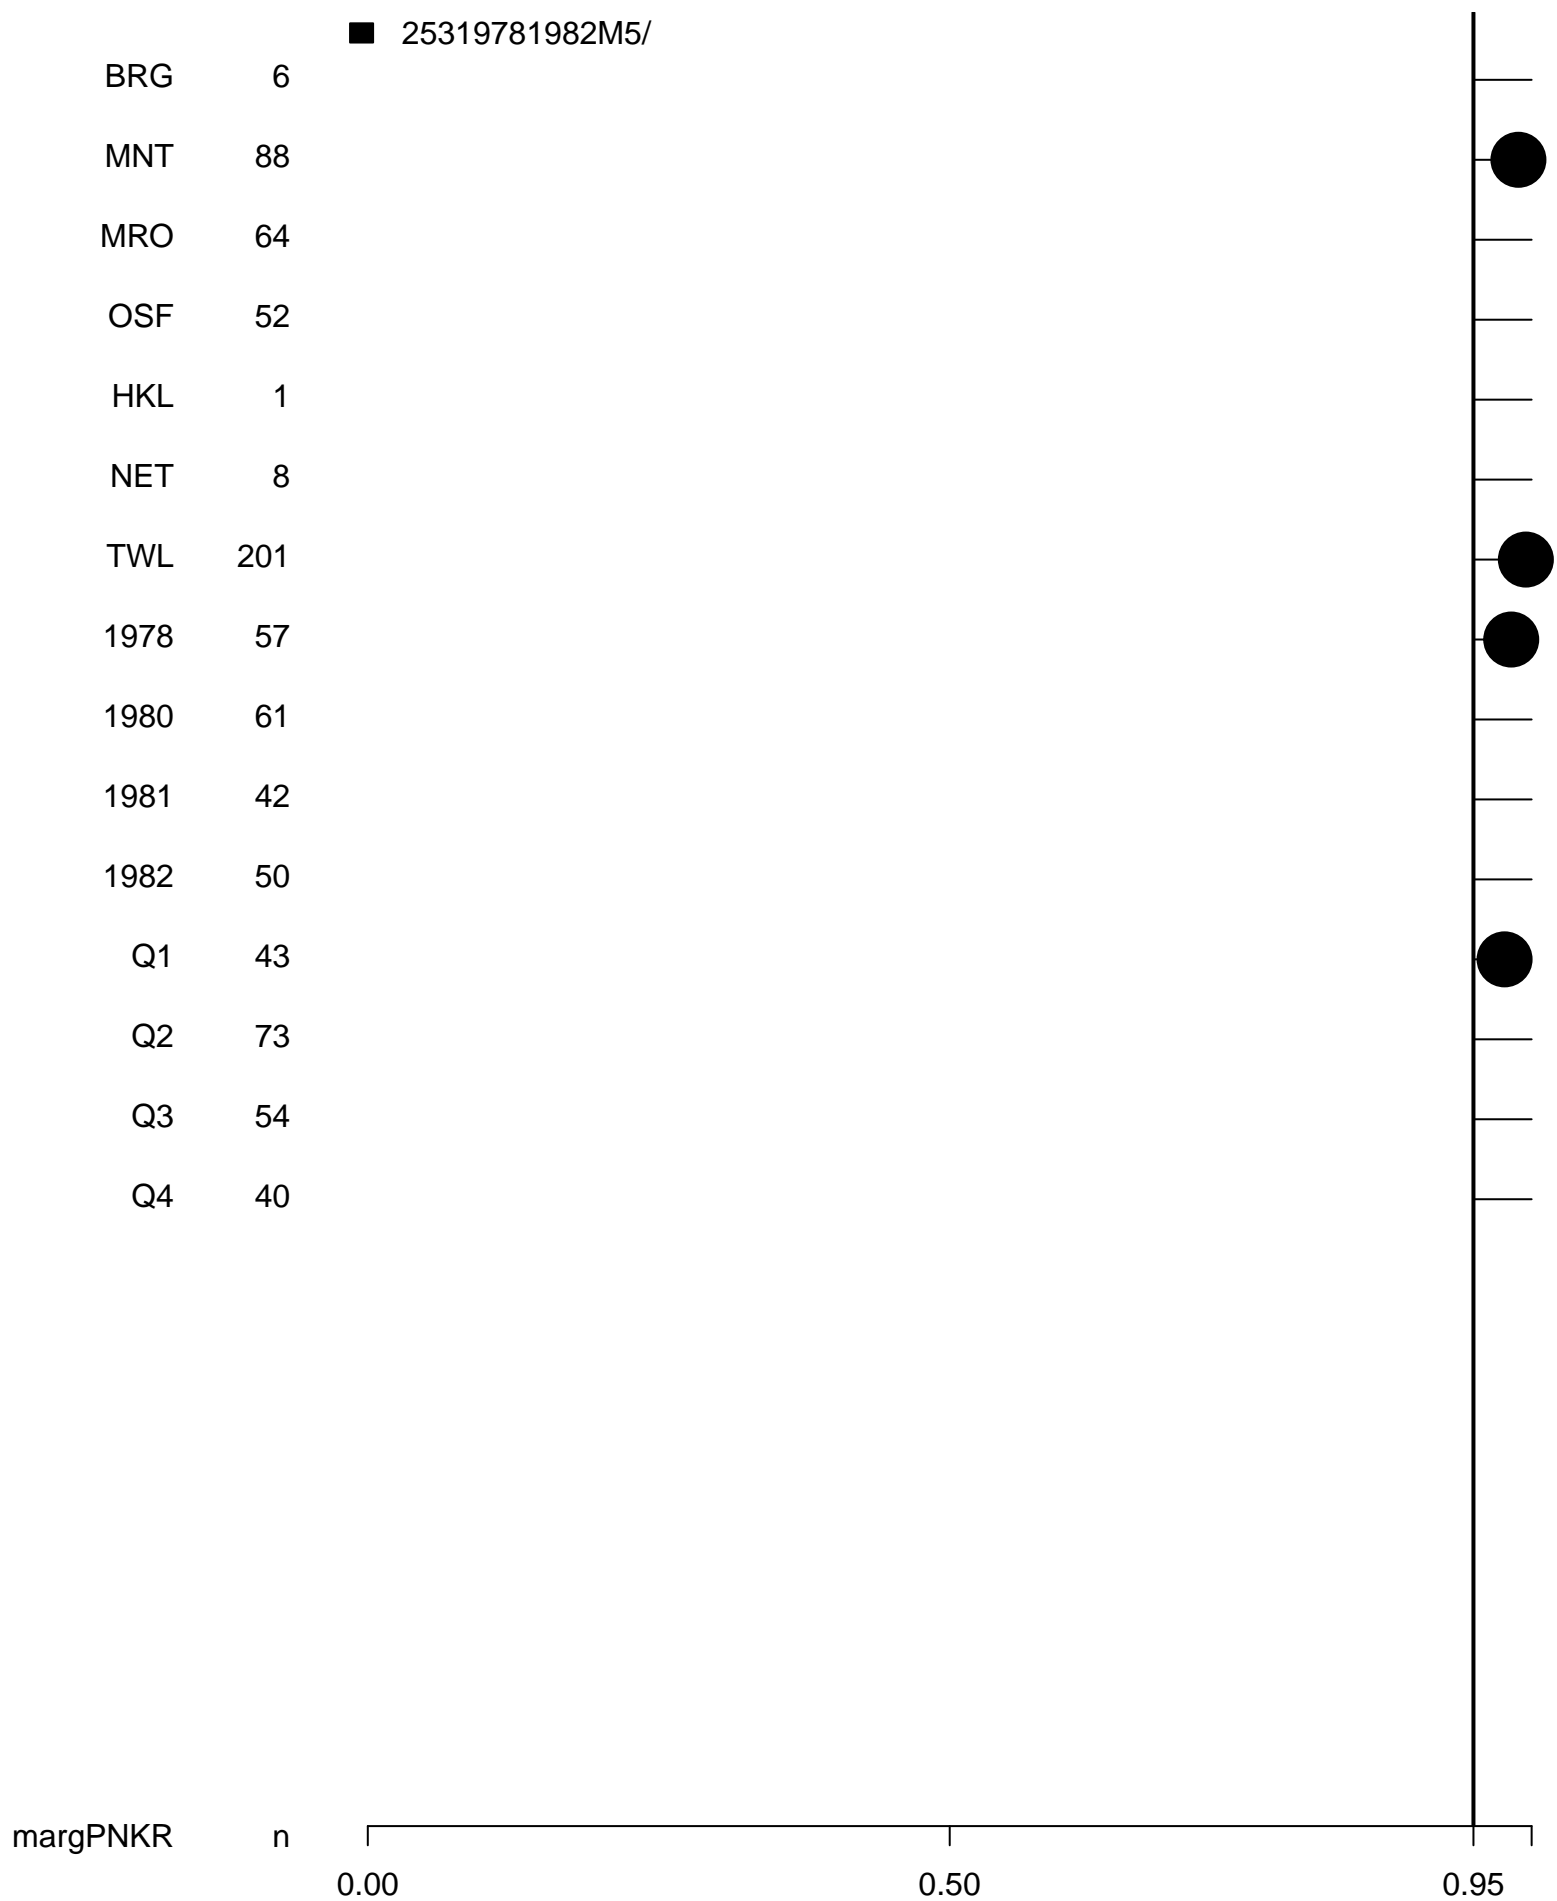 25319781982M5/
BRG 6
MNT 88
MRO 64
OSF 52
HKL 1
NET 8
TWL 201
1978 57
1980 61
1981 42
1982 50
Q1 43
Q2 73
Q3 54
Q4 40
margPNKR n
0.00 0.50 0.95